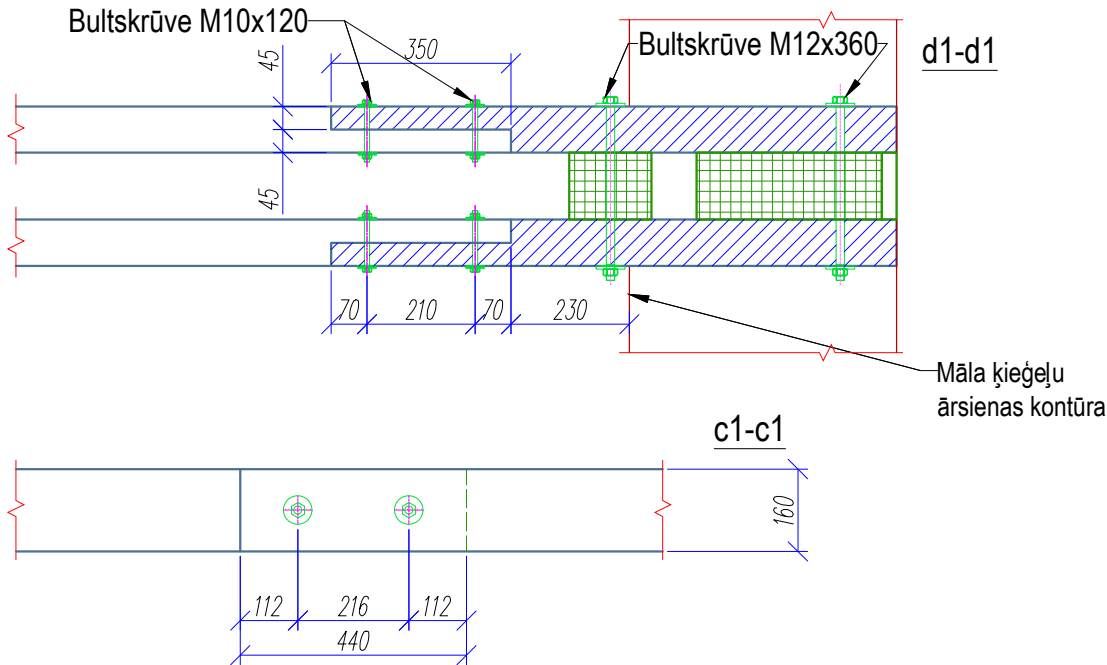 Bultskrūve M10x120
350
Bultskrūve M12x360
d1-d1
45
45
70
210
70
230
Māla ķieģeļu
ārsienas kontūra
c1-c1
160
112
216
112
440